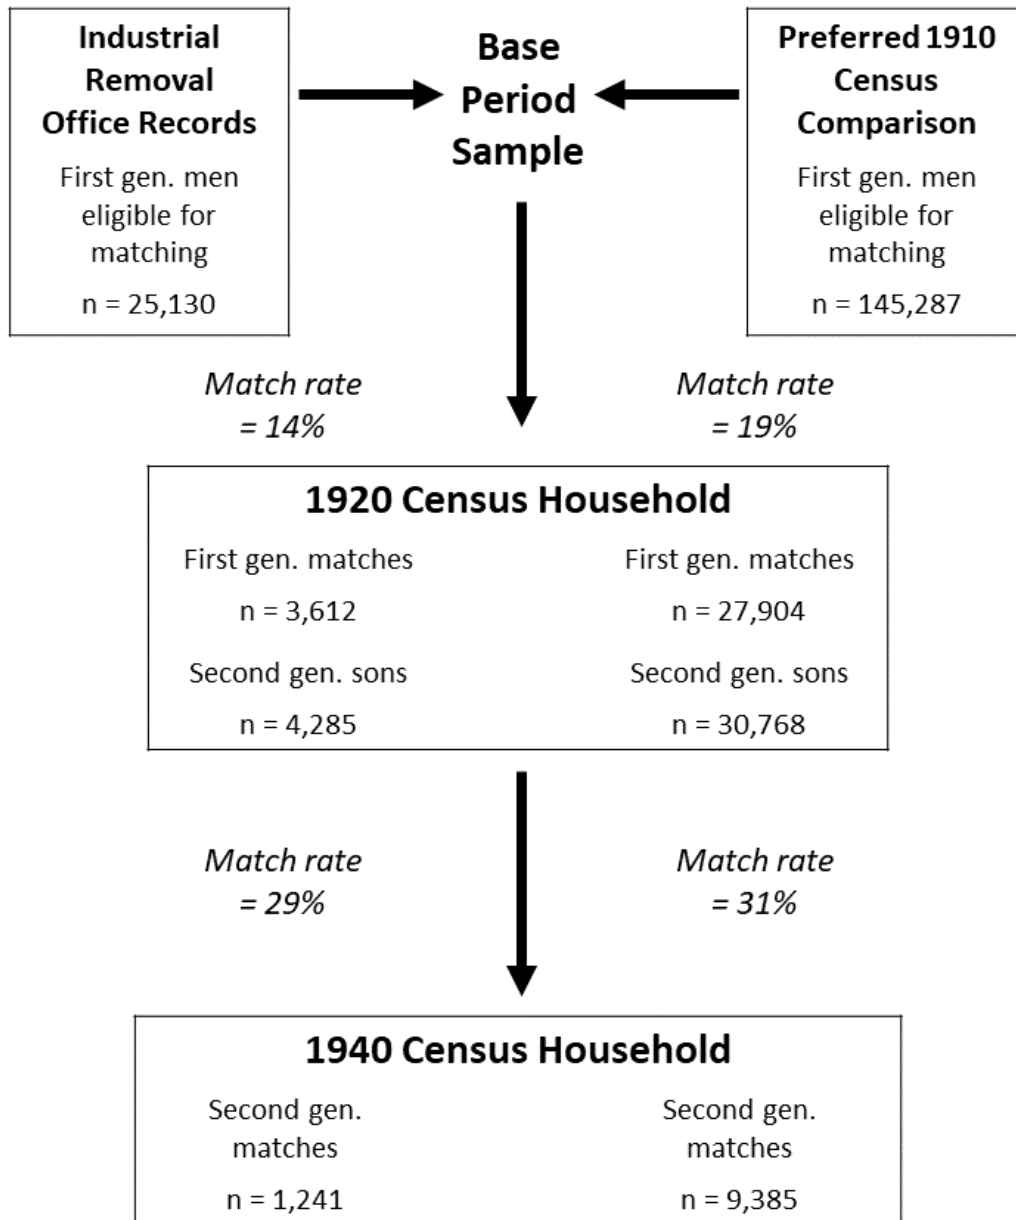 Industrial
Removal
Office Records
First gen. men
eligible for
matching
n = 25,130
Base
Period
Sample
Preferred 1910
Census
Comparison
First gen. men
eligible for
matching
n = 145,287
Match rate
= 14%
Match rate
= 19%
1920 Census Household
First gen. matches
n = 3,612
Second gen. sons
n = 4,285
First gen. matches
n = 27,904
Second gen. sons
n = 30,768
Match rate
= 29%
Match rate
= 31%
1940 Census Household
Second gen.
matches
n = 1,241
Second gen.
matches
n = 9,385